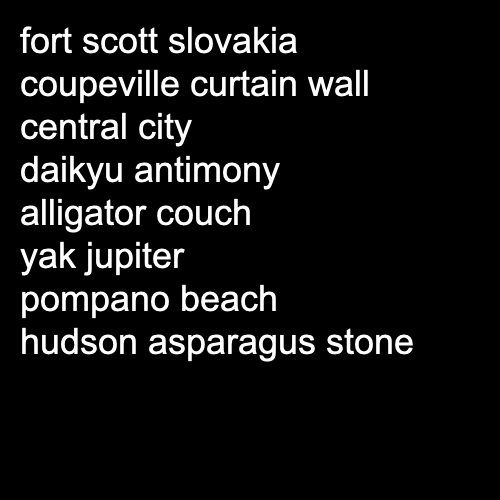 fort scott slovakia
coupeville curtain wall
central city
daikyu antimony
alligator couch
yak jupiter
pompano beach
hudson asparagus stone